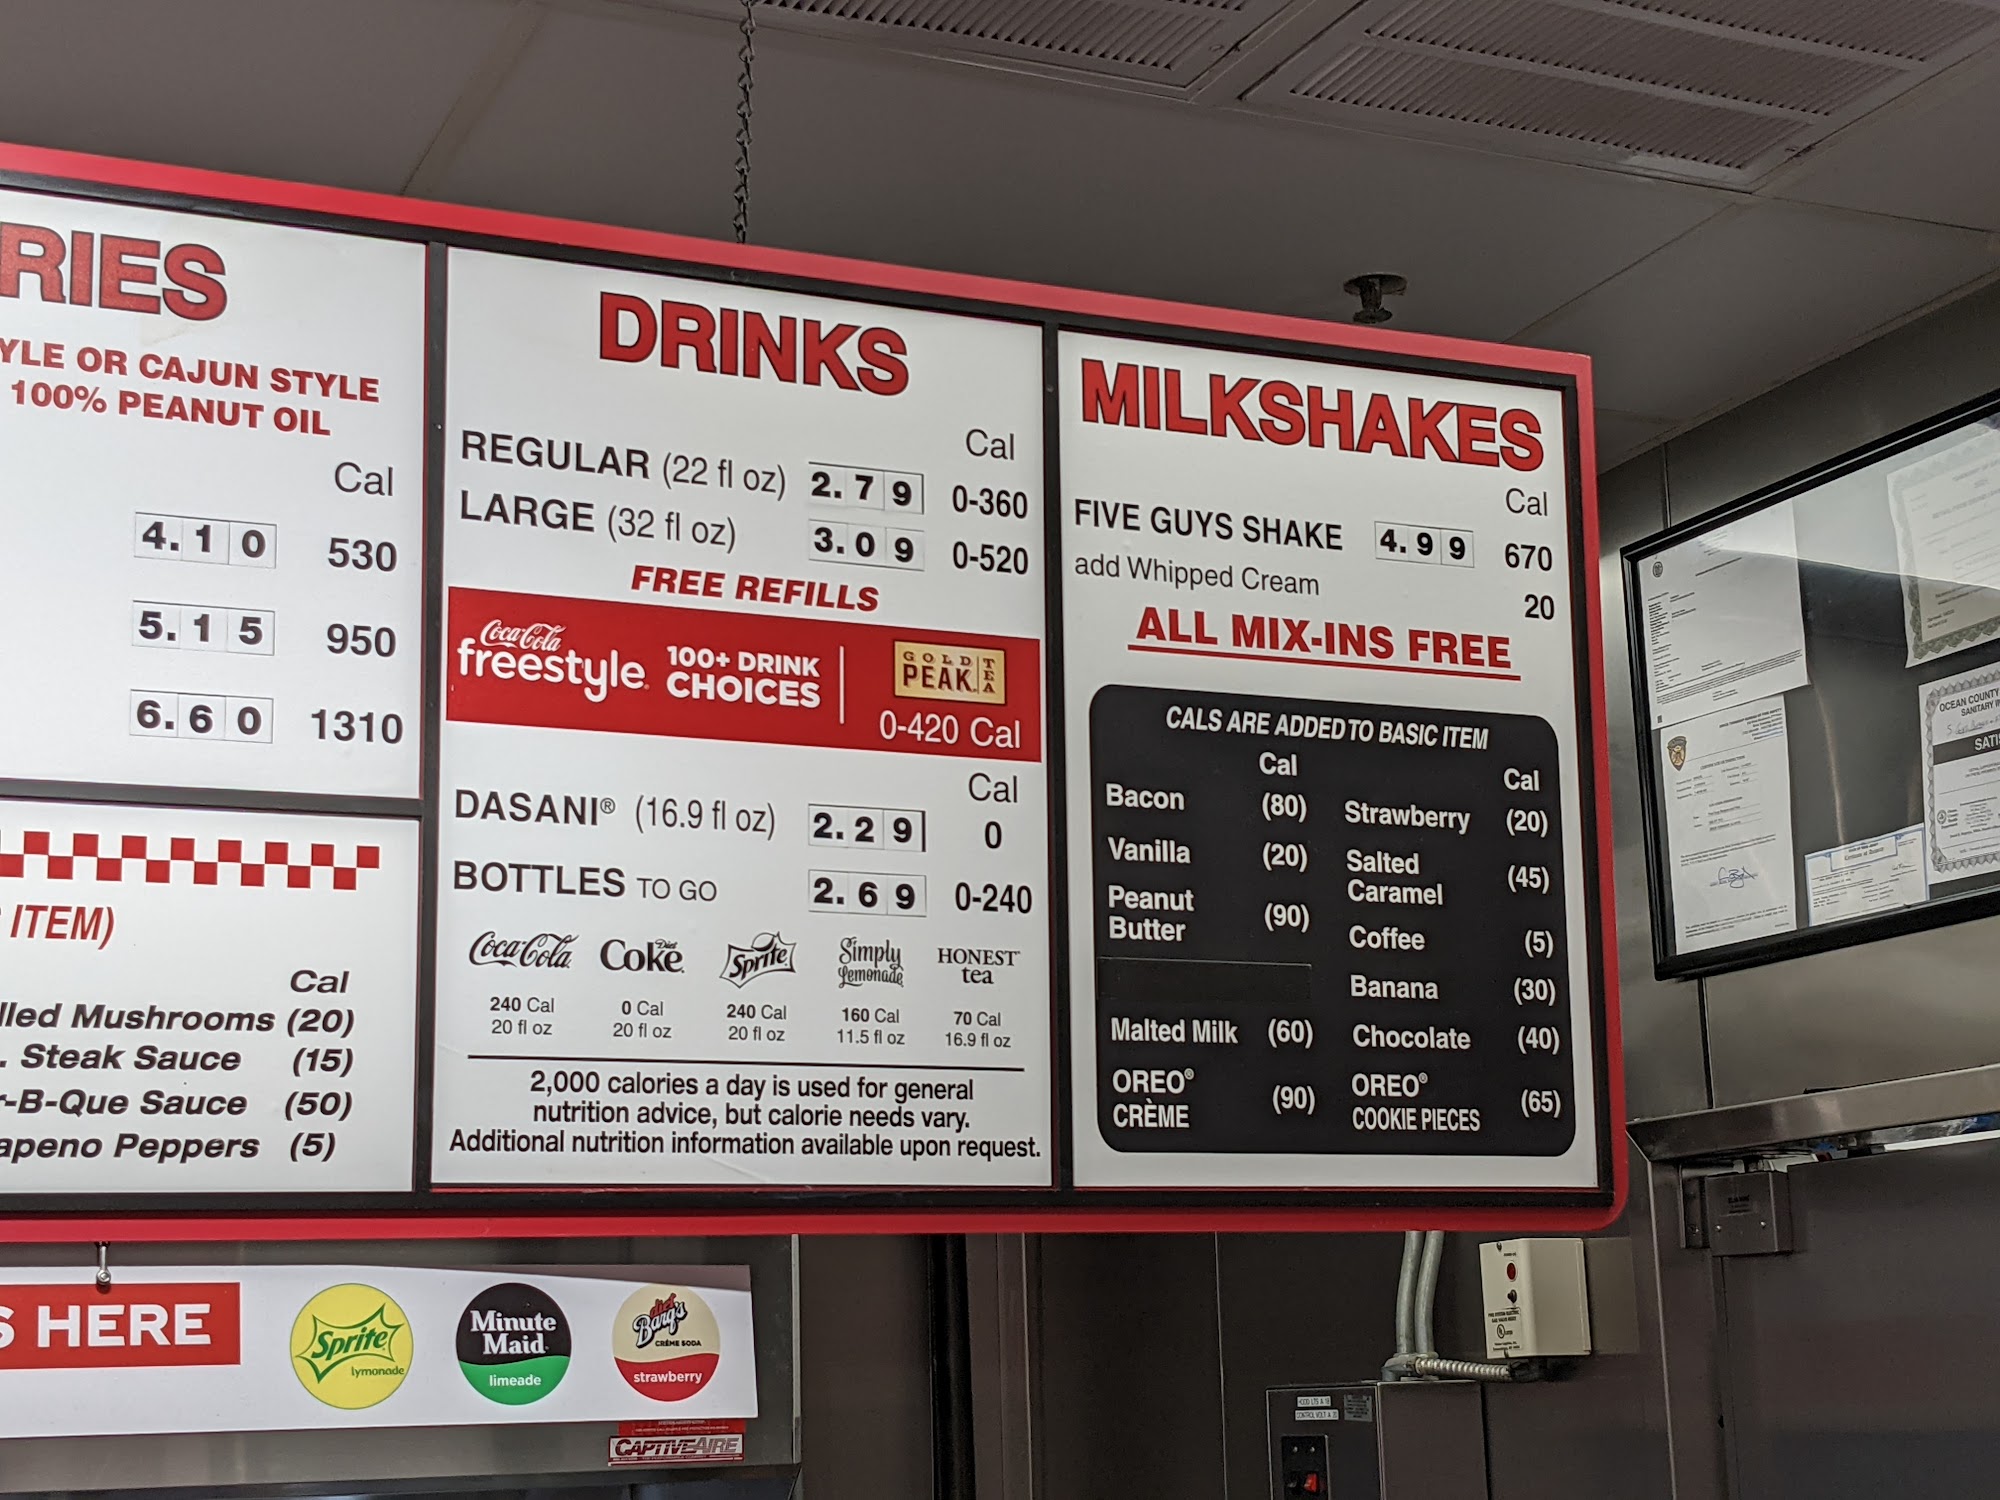 RIES
YLE OR CAJUN STYLE
100% PEANUT OIL
Cal
4.10 530
5.15 950
6.60 1310
ITEM)
Cal
lled Mushrooms (20)
. Steak Sauce (15)
r-B-Que Sauce (50)
apeno Peppers (5)
DRINKS
Cal
REGULAR (22 fl oz) 2.79 0-360
LARGE (32 fl oz) 3.09 0-520
FREE REFILLS
Coca-Cola
freestyle
100+ DRINK
CHOICES
GOLD PEAK TEA
0-420 Cal
Cal
DASANI® (16.9 fl oz) 2.29 0
BOTTLES TO GO 2.69 0-240
Coca-Cola
240 Cal
20 fl oz
Diet Coke
0 Cal
20 fl oz
Sprite
240 Cal
20 fl oz
Simply
Lemonade
160 Cal
11.5 fl oz
HONEST
tea
70 Cal
16.9 fl oz
2,000 calories a day is used for general
nutrition advice, but calorie needs vary.
Additional nutrition information available upon request.
MILKSHAKES
Cal
FIVE GUYS SHAKE 4.99 670
add Whipped Cream 20
ALL MIX-INS FREE
CALS ARE ADDED TO BASIC ITEM
Cal
Bacon (80)
Vanilla (20)
Peanut
Butter (90)
Malted Milk (60)
OREO®
CRÈME (90)
Cal
Strawberry (20)
Salted
Caramel (45)
Coffee (5)
Banana (30)
Chocolate (40)
OREO®
COOKIE PIECES (65)
S HERE
Sprite
lymonade
Minute
Maid
limeade
diet
Barq's
CRÈME SODA
strawberry
CAPTIVEAIRE
OCEAN COUNTY
SANITARY IN
SATIS